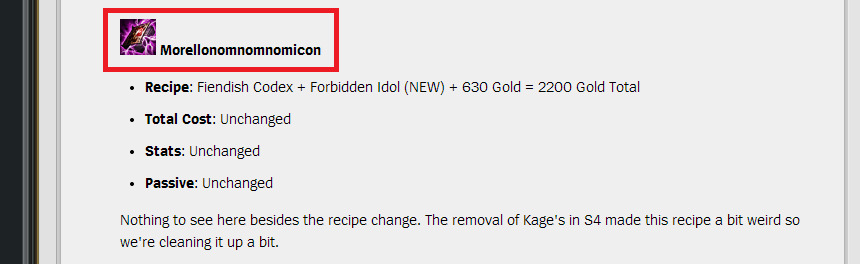 Morellonomnomnomicon
Recipe: Fiendish Codex + Forbidden Idol (NEW) + 630 Gold = 2200 Gold Total
Total Cost: Unchanged
Stats: Unchanged
Passive: Unchanged
Nothing to see here besides the recipe change. The removal of Kage's in S4 made this recipe a bit weird so
we're cleaning it up a bit.